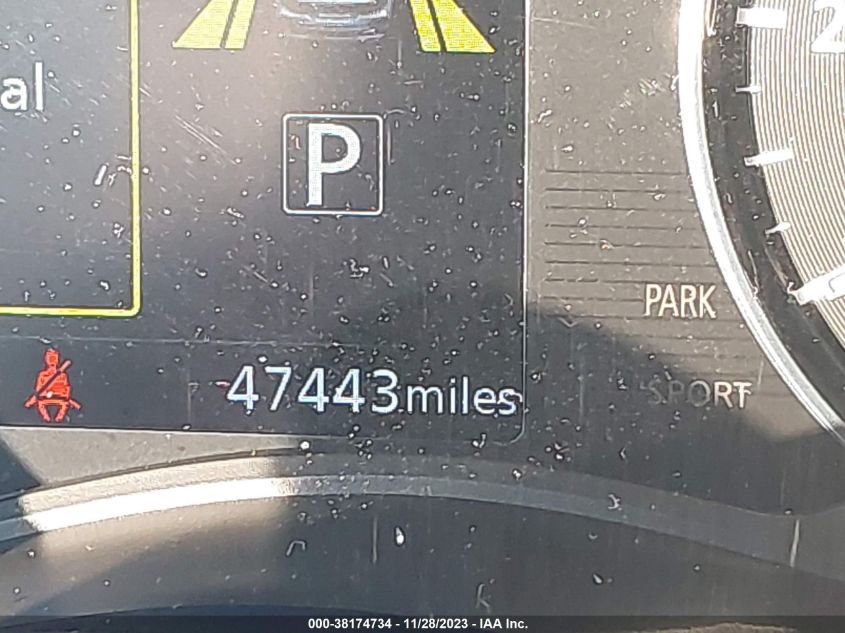 al
P
PARK
SPORT
47443miles
000-38174734 - 11/28/2023 - IAA Inc.